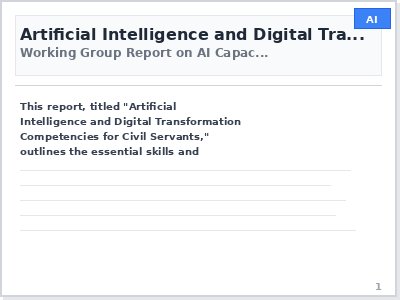 AI
Artificial Intelligence and Digital Tra...
Working Group Report on AI Capac...
This report, titled "Artificial
Intelligence and Digital Transformation
Competencies for Civil Servants,"
outlines the essential skills and
1